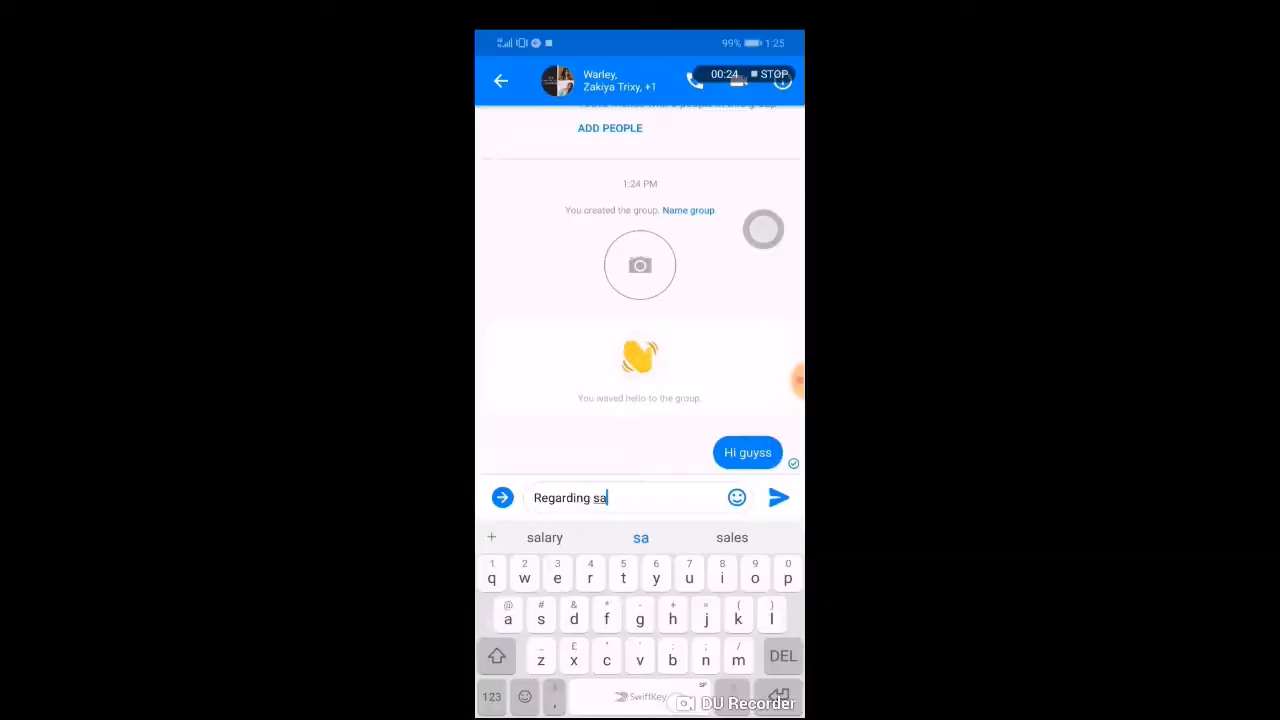 99% 1:25
Warley,
Zakiya Trixy, +1
00:24 STOP
ADD PEOPLE
1:24 PM
You created the group. Name group.
You waved hello to the group.
Hi guyss
Regarding sa
+ salary sa sales
1 2 3 4 5 6 7 8 9 0
q w e r t y u i o p
@ # & * - + = ( )
a s d f g h j k l
_ £ " ' : ; /
z x c v b n m DEL
123 , SwiftKey SP
DU Recorder